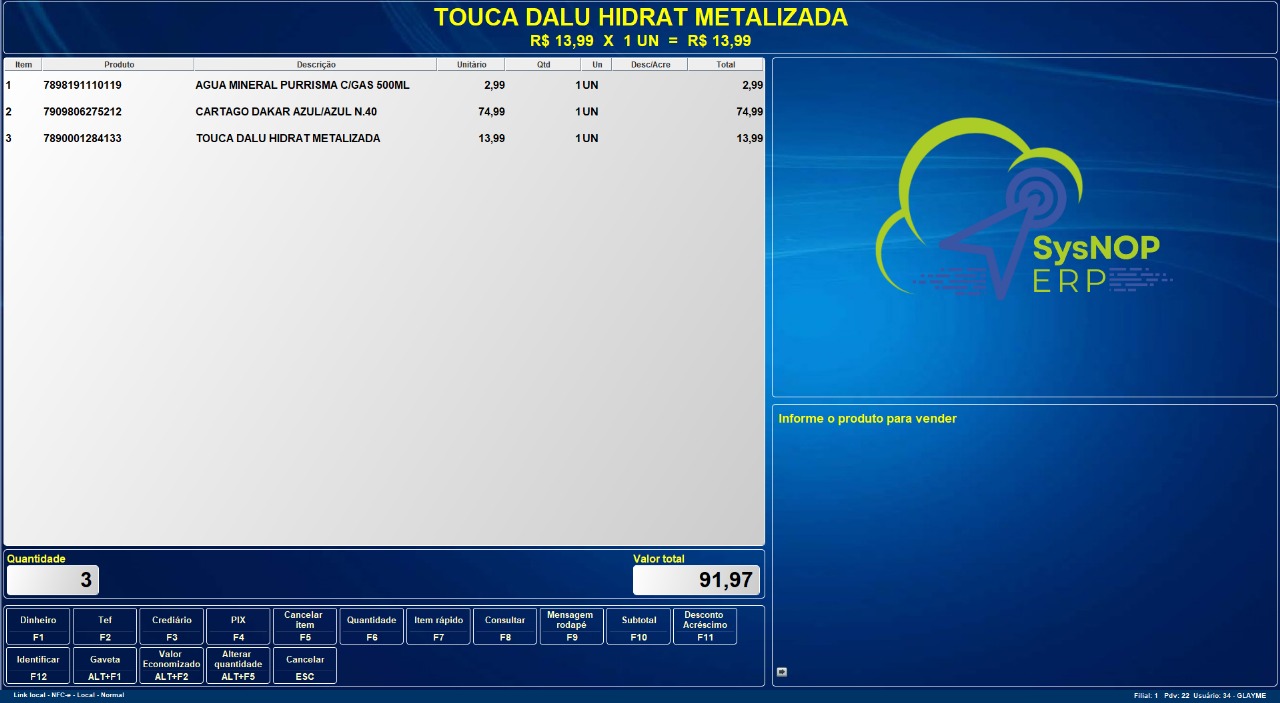 TOUCA DALU HIDRAT METALIZADA
R$ 13,99 X 1 UN = R$ 13,99
Item Produto Descrição Unitário Qtd Un Desc/Acre Total
1 7898191110119 AGUA MINERAL PURRISMA C/GAS 500ML 2,99 1 UN 2,99
2 7909806275212 CARTAGO DAKAR AZUL/AZUL N.40 74,99 1 UN 74,99
3 7890001284133 TOUCA DALU HIDRAT METALIZADA 13,99 1 UN 13,99
SysNOP
ERP
Informe o produto para vender
Quantidade Valor total
3 91,97
Dinheiro F1
Tef F2
Crediário F3
PIX F4
Cancelar item F5
Quantidade F6
Item rápido F7
Consultar F8
Mensagem rodapé F9
Subtotal F10
Desconto Acréscimo F11
Identificar F12
Gaveta ALT+F1
Valor Economizado ALT+F2
Alterar quantidade ALT+F5
Cancelar ESC
Link local - NFC-e - Local - Normal Filial: 1 Pdv: 22 Usuário: 34 - GLAYME